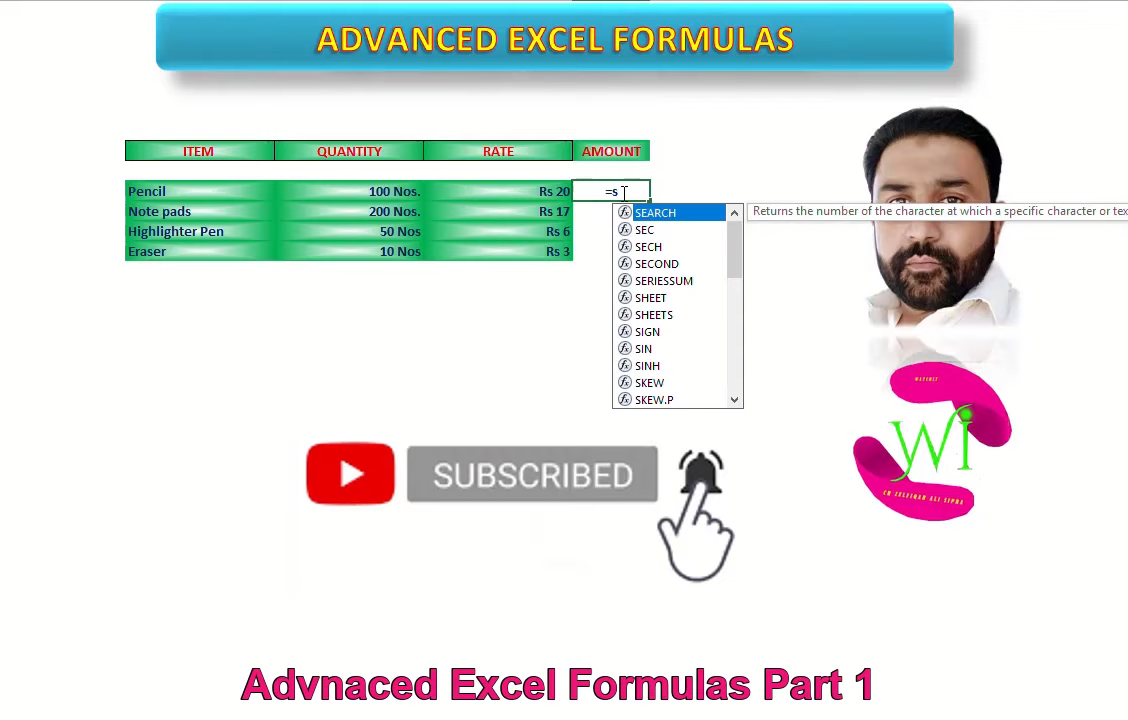 ADVANCED EXCEL FORMULAS
ITEM QUANTITY RATE AMOUNT
Pencil 100 Nos. Rs 20 =s
Note pads 200 Nos. Rs 17
Highlighter Pen 50 Nos Rs 6
Eraser 10 Nos Rs 3
SEARCH Returns the number of the character at which a specific character or tex
SEC
SECH
SECOND
SERIESSUM
SHEET
SHEETS
SIGN
SIN
SINH
SKEW
SKEW.P
Wi
SUBSCRIBED
Advnaced Excel Formulas Part 1